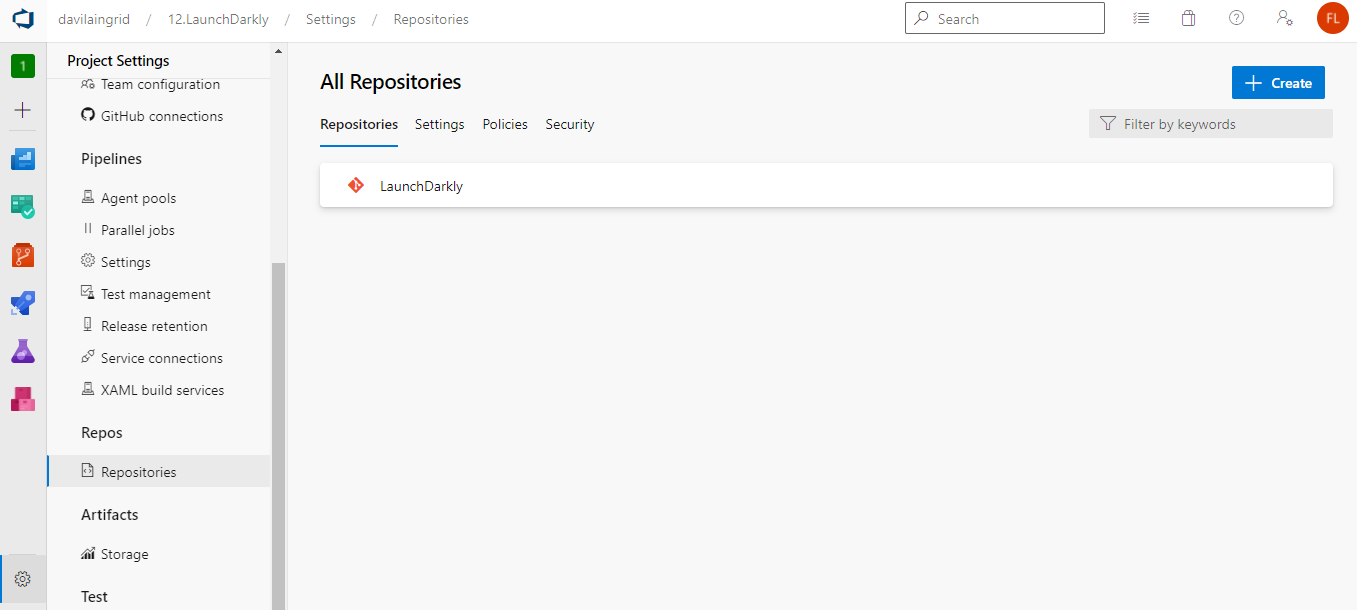 davilaingrid / 12.LaunchDarkly / Settings / Repositories
Search
FL
1
Project Settings
Team configuration
GitHub connections
Pipelines
Agent pools
Parallel jobs
Settings
Test management
Release retention
Service connections
XAML build services
Repos
Repositories
Artifacts
Storage
Test
All Repositories
Create
Repositories Settings Policies Security
Filter by keywords
LaunchDarkly